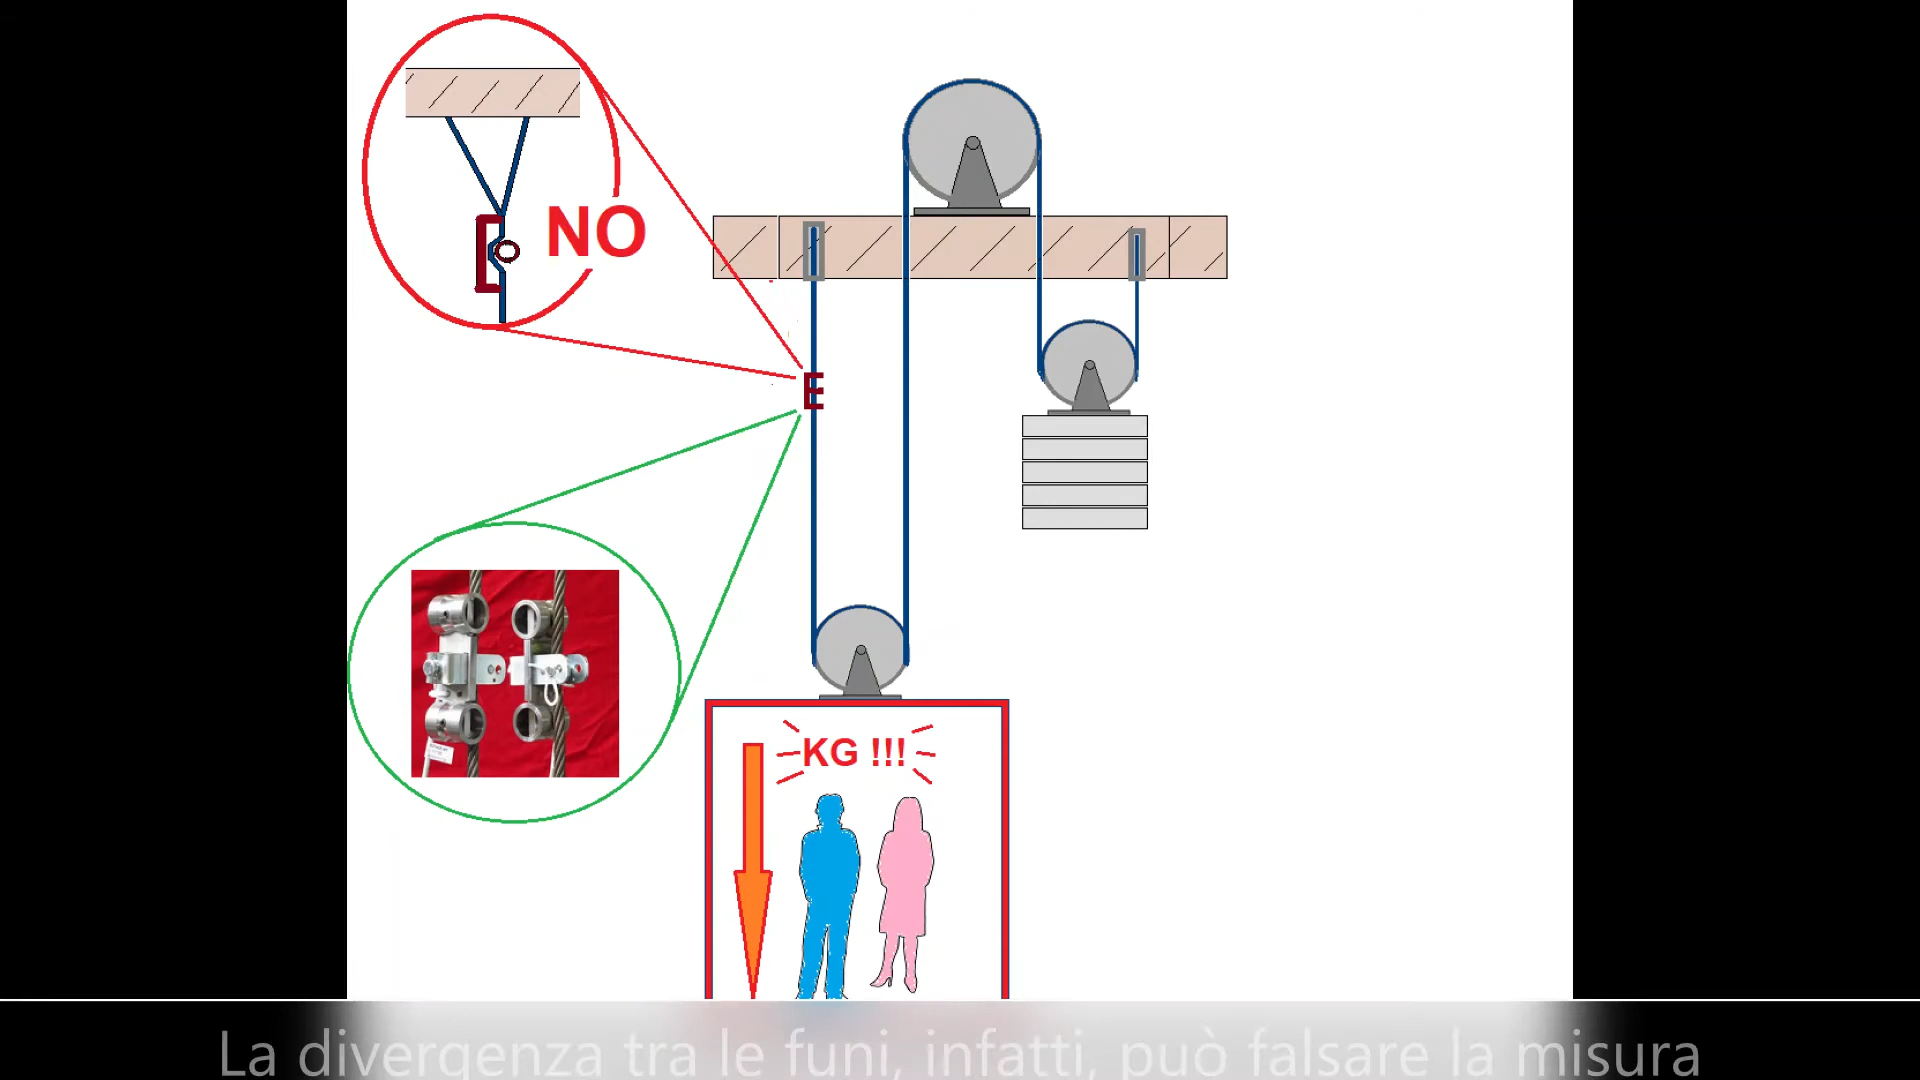 NO
KG !!!
La divergenza tra le funi, infatti, può falsare la misura